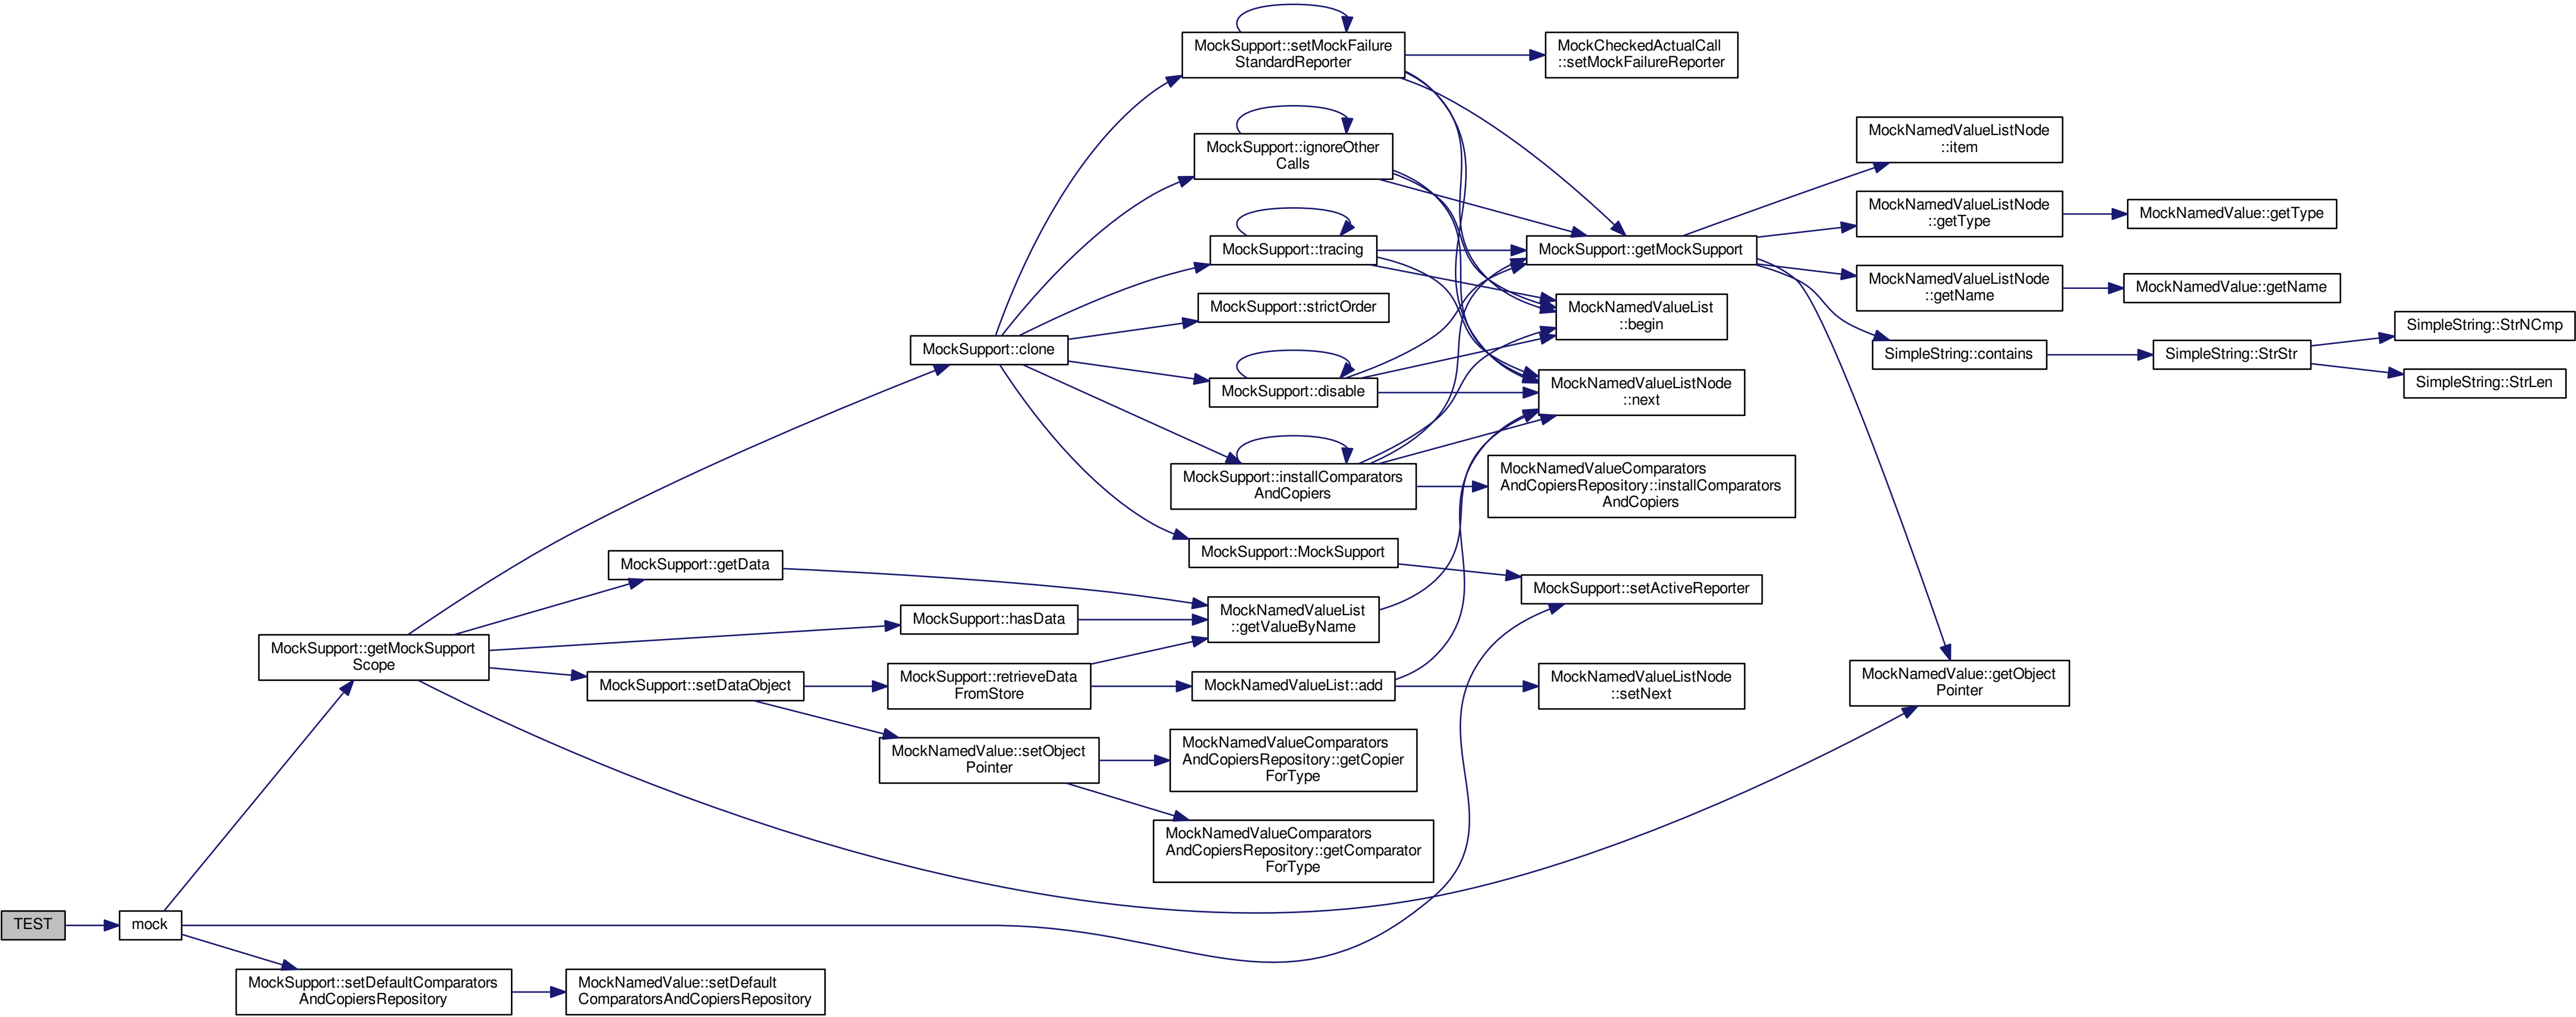 MockSupport::setMockFailure
StandardReporter
MockCheckedActualCall
::setMockFailureReporter
MockSupport::ignoreOther
Calls
MockNamedValueListNode
::item
MockNamedValueListNode
::getType
MockNamedValue::getType
MockSupport::tracing
MockSupport::getMockSupport
MockNamedValueListNode
::getName
MockNamedValue::getName
MockSupport::strictOrder
MockNamedValueList
::begin
SimpleString::StrNCmp
MockSupport::clone
SimpleString::contains
SimpleString::StrStr
SimpleString::StrLen
MockSupport::disable
MockNamedValueListNode
::next
MockSupport::installComparators
AndCopiers
MockNamedValueComparators
AndCopiersRepository::installComparators
AndCopiers
MockSupport::MockSupport
MockSupport::getData
MockSupport::setActiveReporter
MockSupport::hasData
MockNamedValueList
::getValueByName
MockSupport::getMockSupport
Scope
MockSupport::setDataObject
MockSupport::retrieveData
FromStore
MockNamedValueList::add
MockNamedValueListNode
::setNext
MockNamedValue::getObject
Pointer
MockNamedValue::setObject
Pointer
MockNamedValueComparators
AndCopiersRepository::getCopier
ForType
MockNamedValueComparators
AndCopiersRepository::getComparator
ForType
TEST
mock
MockSupport::setDefaultComparators
AndCopiersRepository
MockNamedValue::setDefault
ComparatorsAndCopiersRepository